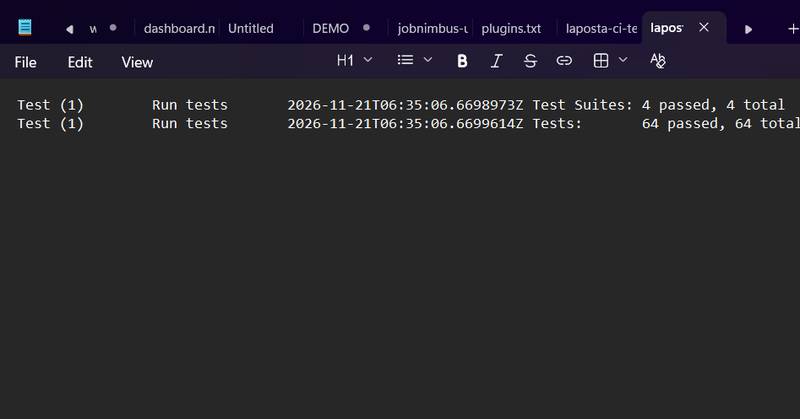 w dashboard.n Untitled DEMO jobnimbus-u plugins.txt laposta-ci-te lapos
File Edit View H1 B I S
Test (1) Run tests 2026-11-21T06:35:06.6698973Z Test Suites: 4 passed, 4 total
Test (1) Run tests 2026-11-21T06:35:06.6699614Z Tests: 64 passed, 64 total